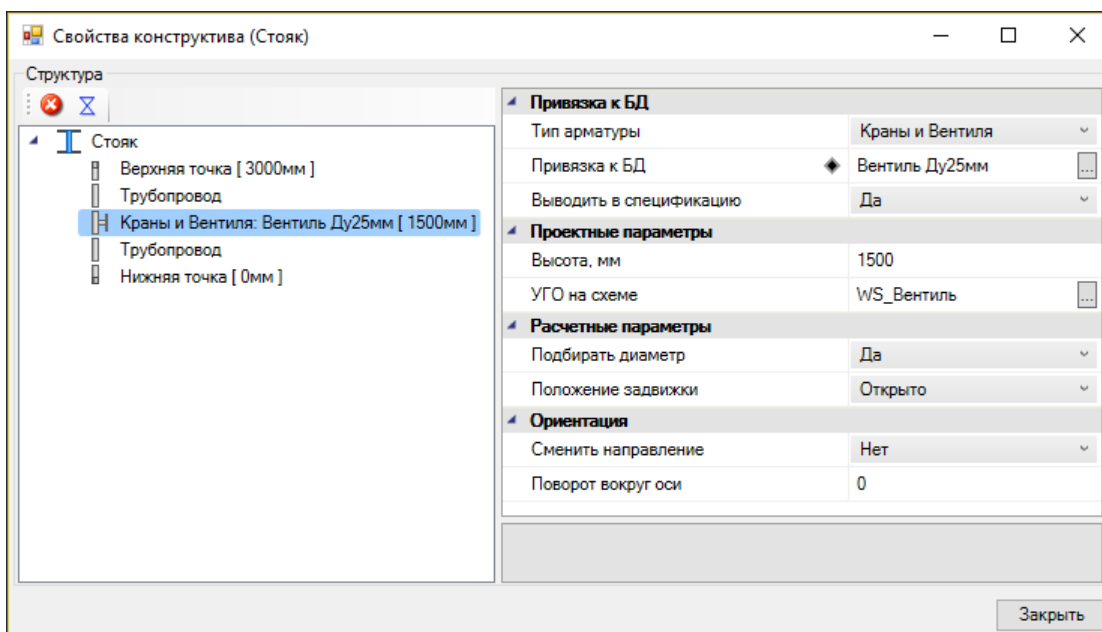 Свойства конструктива (Стояк)
Структура
Стояк
Верхняя точка [ 3000мм ]
Трубопровод
Краны и Вентиля: Вентиль Ду25мм [ 1500мм ]
Трубопровод
Нижняя точка [ 0мм ]
Привязка к БД
Тип арматуры Краны и Вентиля
Привязка к БД Вентиль Ду25мм ...
Выводить в спецификацию Да
Проектные параметры
Высота, мм 1500
УГО на схеме WS_Вентиль ...
Расчетные параметры
Подбирать диаметр Да
Положение задвижки Открыто
Ориентация
Сменить направление Нет
Поворот вокруг оси 0
Закрыть